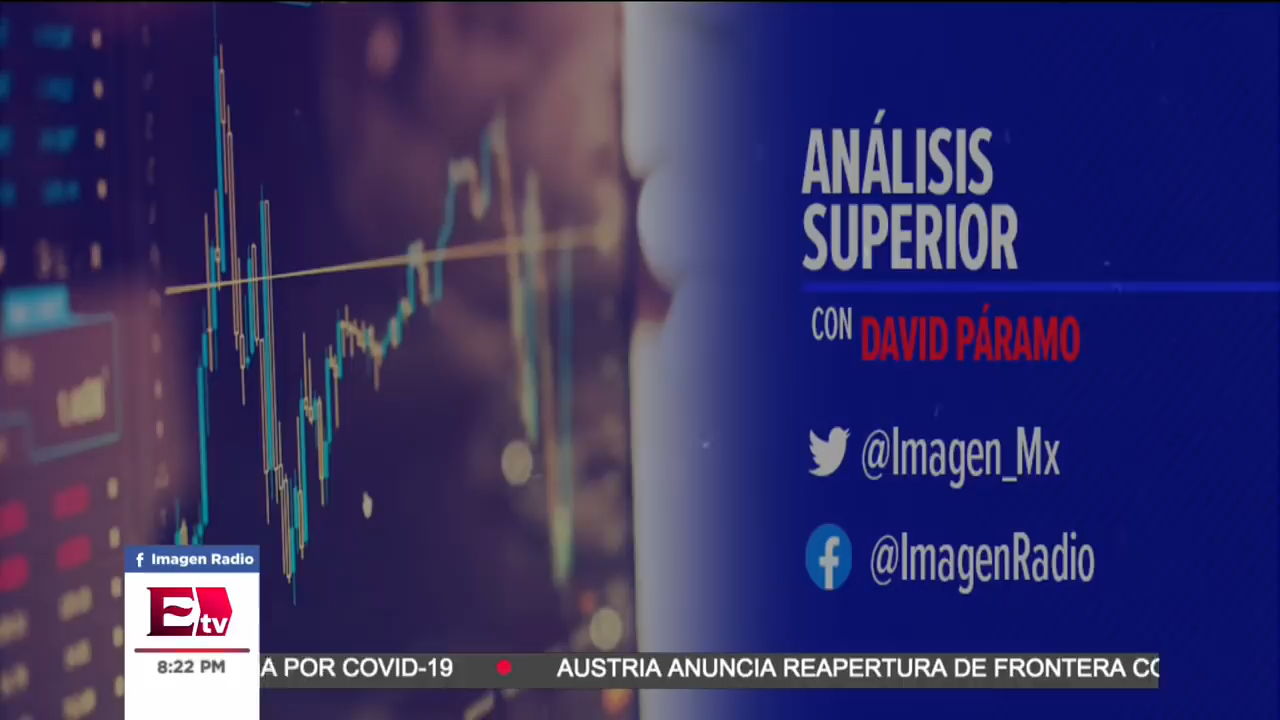 ANÁLISIS
SUPERIOR
CON DAVID PÁRAMO
@Imagen_Mx
@ImagenRadio
f Imagen Radio
E tv
8:22 PM
A POR COVID-19 AUSTRIA ANUNCIA REAPERTURA DE FRONTERA CO